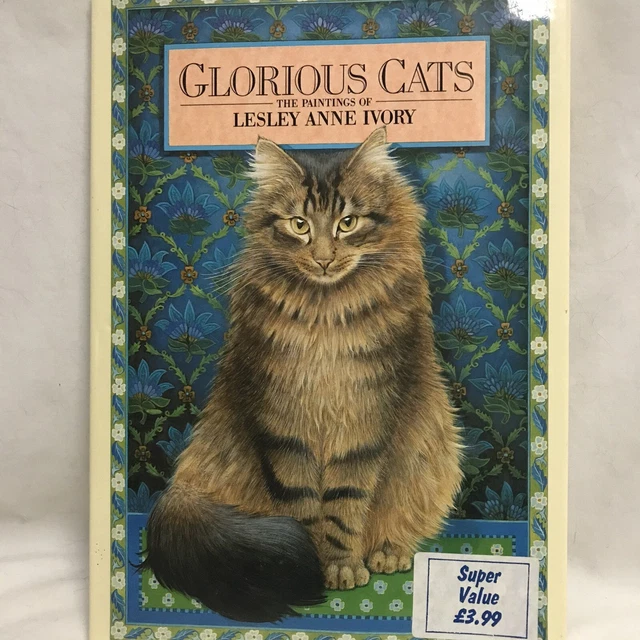 GLORIOUS CATS
THE PAINTINGS OF
LESLEY ANNE IVORY
Super
Value
£3.99